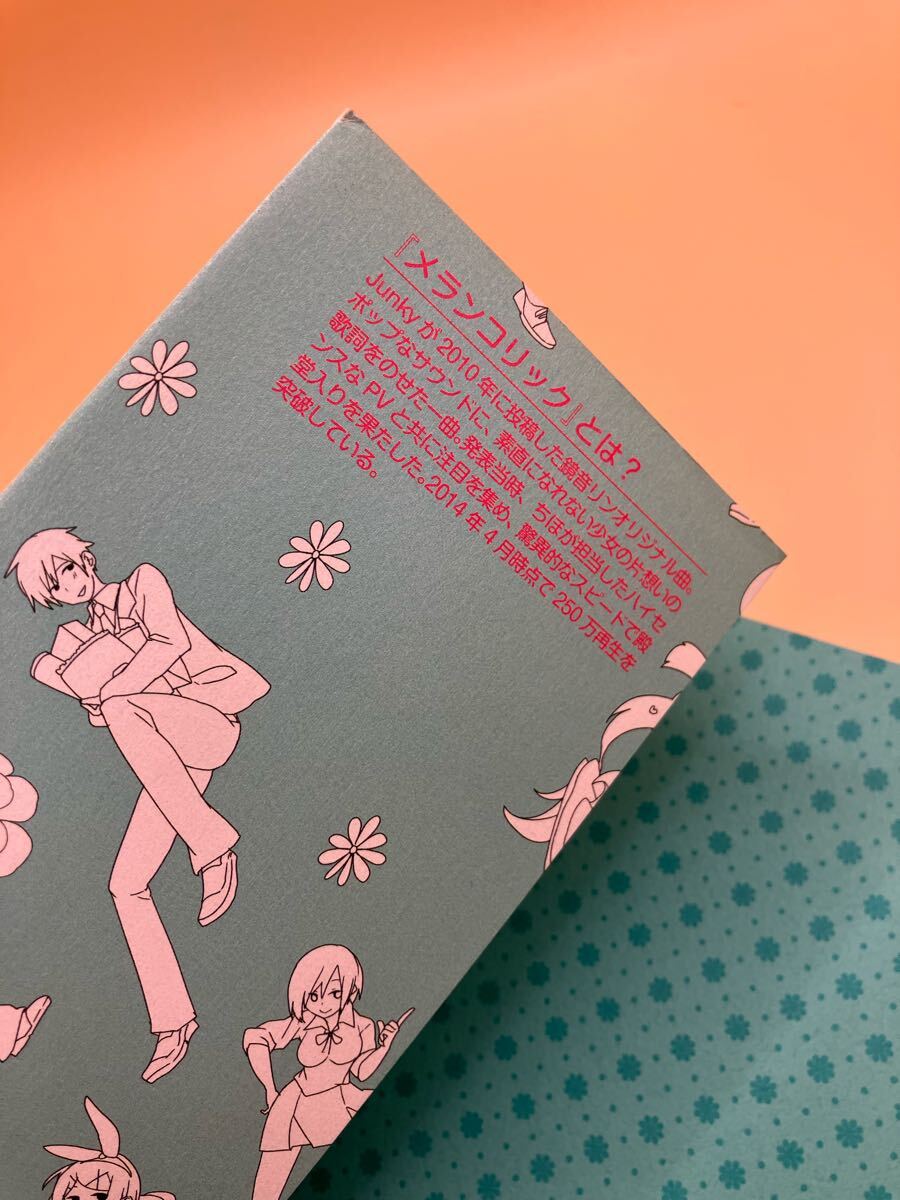 『メランコリック』とは？
Junkyが2010年に投稿した鏡音リンオリジナル曲。
ポップなサウンドに、素直になれない少女の片想いの
歌詞をのせた一曲。発表当時、ちほが担当したハイセ
ンスなPVと共に注目を集め、驚異的なスピードで殿
堂入りを果たした。2014年4月時点で250万再生を
突破している。